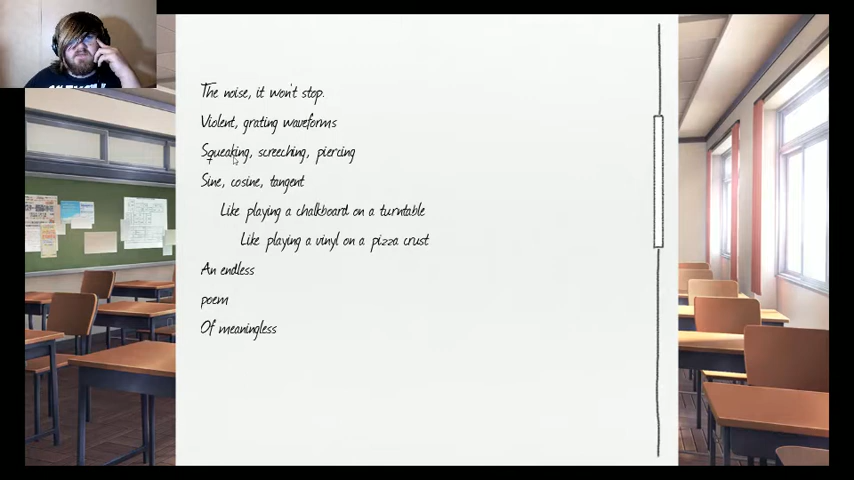 The noise, it won't stop.
Violent, grating waveforms
Squeaking, screeching, piercing
Sine, cosine, tangent
Like playing a chalkboard on a turntable
Like playing a vinyl on a pizza crust
An endless
poem
Of meaningless